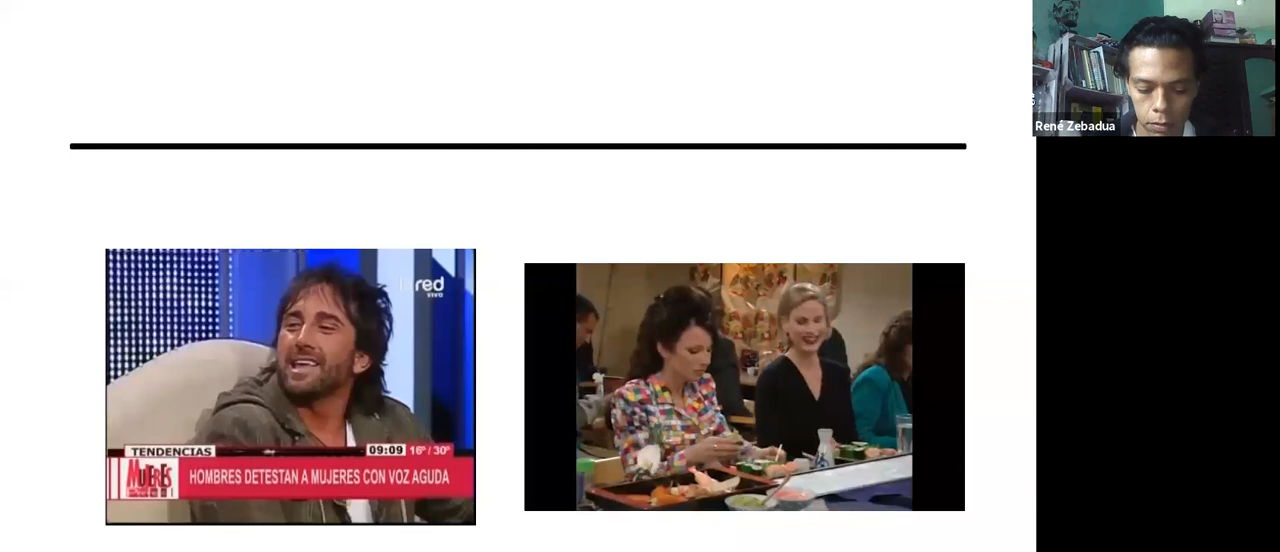 René Zebadua
red
VIVO
TENDENCIAS
09:09 16° / 30°
MUJERES
HOMBRES DETESTAN A MUJERES CON VOZ AGUDA